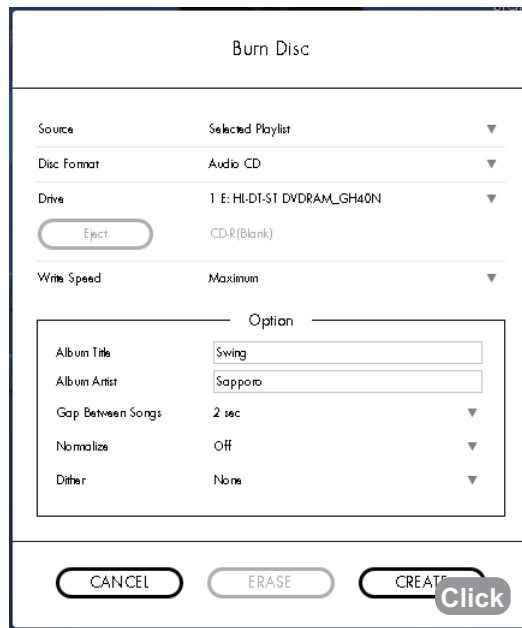 Burn Disc
Source Selected Playlist ▼
Disc Format Audio CD ▼
Drive 1 E: HL-DT-ST DVDRAM_GH40N ▼
Eject CD-R(Blank)
Write Speed Maximum ▼
Option
Album Title Swing
Album Artist Sapporo
Gap Between Songs 2 sec ▼
Normalize Off ▼
Dither None ▼
CANCEL ERASE CREATE
Click